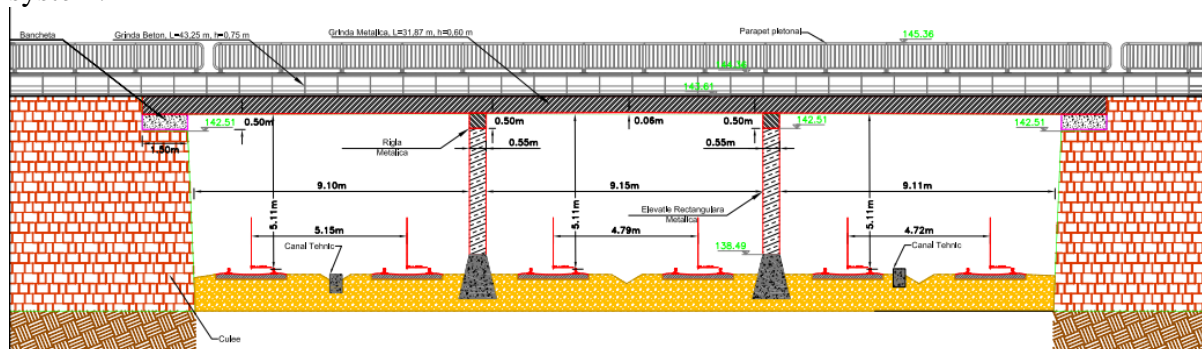 Bancheta
Grinda Beton, L=43,25 m, h=0,75 m
Grinda Metalica, L=31,87 m, h=0,60 m
Parapet pietonal
145.36
142.51
0.50m
0.50m
0.06m
0.50m
142.51
142.51
1.50m
Rigla
Metalica
0.55m
0.55m
9.10m
9.15m
9.11m
5.11m
5.11m
5.11m
Elevatie Rectangulara
Metalica
5.15m
4.79m
4.72m
Canal Tehnic
138.49
Canal Tehnic
Culee